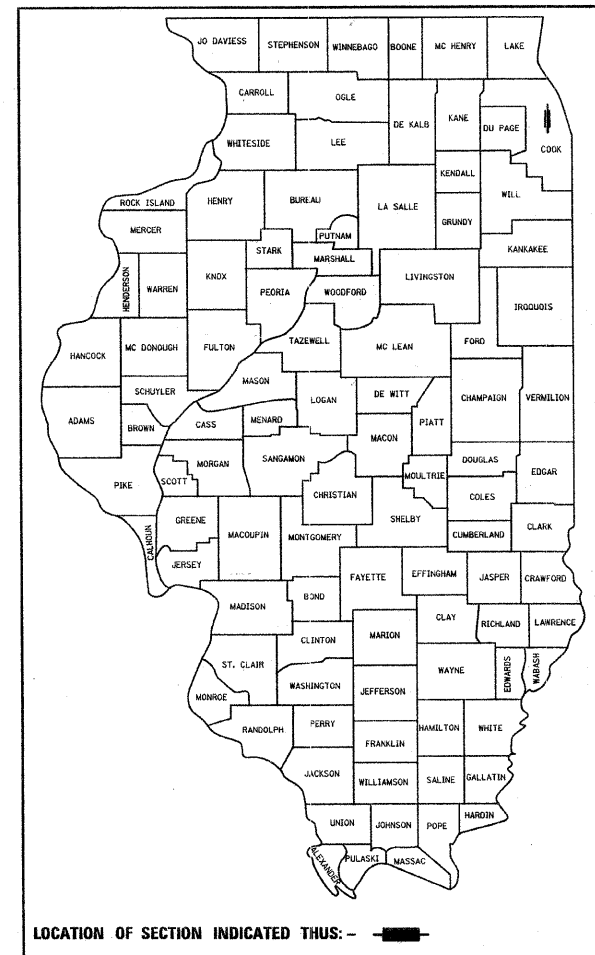 JO DAVIESS
STEPHENSON
WINNEBAGO
BOONE
MC HENRY
LAKE
CARROLL
OGLE
DE KALB
KANE
DU PAGE
COOK
WHITESIDE
LEE
KENDALL
WILL
ROCK ISLAND
HENRY
BUREAU
LA SALLE
GRUNDY
MERCER
PUTNAM
STARK
MARSHALL
KANKAKEE
HENDERSON
WARREN
KNOX
PEORIA
WOODFORD
LIVINGSTON
IROQUOIS
HANCOCK
MC DONOUGH
FULTON
TAZEWELL
MC LEAN
FORD
MASON
SCHUYLER
LOGAN
DE WITT
CHAMPAIGN
VERMILION
ADAMS
BROWN
CASS
MENARD
MACON
PIATT
SANGAMON
MORGAN
DOUGLAS
EDGAR
PIKE
SCOTT
CHRISTIAN
MOULTRIE
COLES
GREENE
MACOUPIN
MONTGOMERY
SHELBY
CUMBERLAND
CLARK
CALHOUN
JERSEY
FAYETTE
EFFINGHAM
JASPER
CRAWFORD
MADISON
BOND
CLAY
RICHLAND
LAWRENCE
CLINTON
MARION
ST. CLAIR
WAYNE
EDWARDS
WABASH
WASHINGTON
JEFFERSON
MONROE
RANDOLPH
PERRY
HAMILTON
WHITE
FRANKLIN
JACKSON
WILLIAMSON
SALINE
GALLATIN
HARDIN
UNION
JOHNSON
POPE
ALEXANDER
PULASKI
MASSAC
LOCATION OF SECTION INDICATED THUS: -